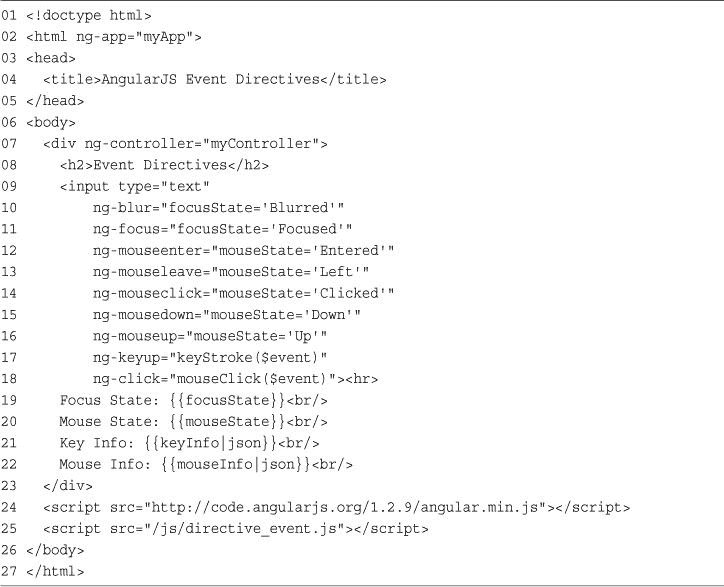 01 <!doctype html>
02 <html ng-app="myApp">
03 <head>
04   <title>AngularJS Event Directives</title>
05 </head>
06 <body>
07   <div ng-controller="myController">
08     <h2>Event Directives</h2>
09     <input type="text"
10         ng-blur="focusState='Blurred'"
11         ng-focus="focusState='Focused'"
12         ng-mouseenter="mouseState='Entered'"
13         ng-mouseleave="mouseState='Left'"
14         ng-mouseclick="mouseState='Clicked'"
15         ng-mousedown="mouseState='Down'"
16         ng-mouseup="mouseState='Up'"
17         ng-keyup="keyStroke($event)"
18         ng-click="mouseClick($event)"><hr>
19     Focus State: {{focusState}}<br/>
20     Mouse State: {{mouseState}}<br/>
21     Key Info: {{keyInfo|json}}<br/>
22     Mouse Info: {{mouseInfo|json}}<br/>
23   </div>
24   <script src="http://code.angularjs.org/1.2.9/angular.min.js"></script>
25   <script src="/js/directive_event.js"></script>
26 </body>
27 </html>